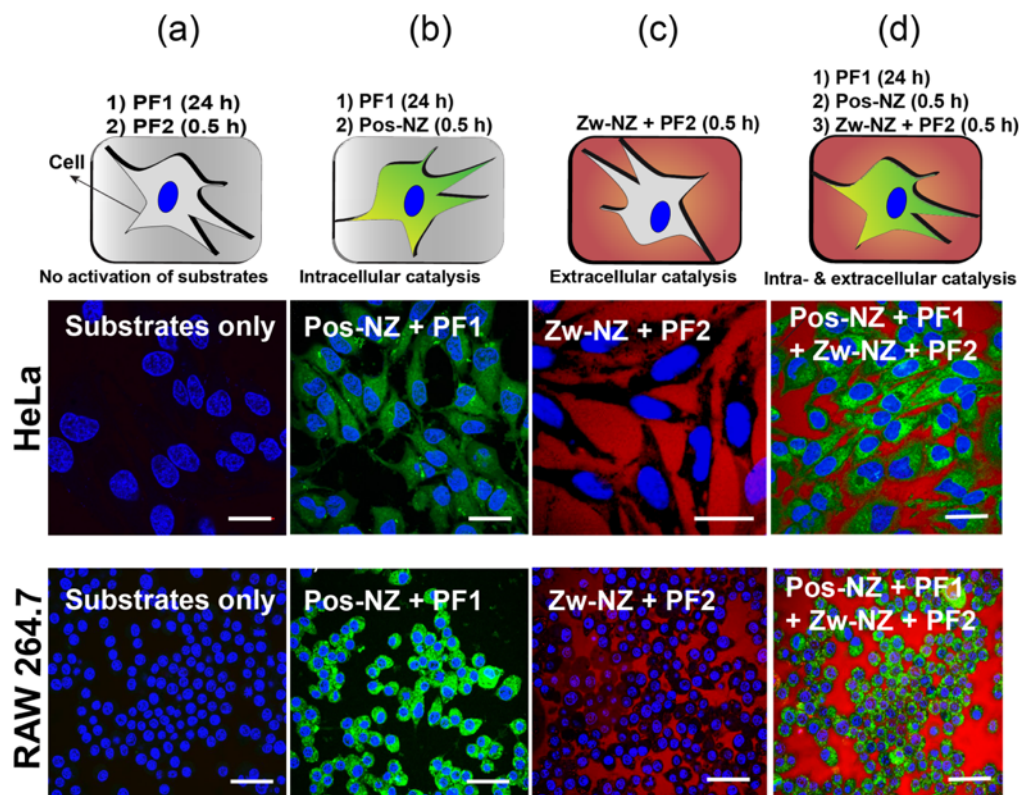 (a)
(b)
(c)
(d)
1) PF1 (24 h)
2) PF2 (0.5 h)
1) PF1 (24 h)
2) Pos-NZ (0.5 h)
Zw-NZ + PF2 (0.5 h)
1) PF1 (24 h)
2) Pos-NZ (0.5 h)
3) Zw-NZ + PF2 (0.5 h)
Cell
No activation of substrates
Intracellular catalysis
Extracellular catalysis
Intra- & extracellular catalysis
HeLa
Substrates only
Pos-NZ + PF1
Zw-NZ + PF2
Pos-NZ + PF1
+ Zw-NZ + PF2
RAW 264.7
Substrates only
Pos-NZ + PF1
Zw-NZ + PF2
Pos-NZ + PF1
+ Zw-NZ + PF2